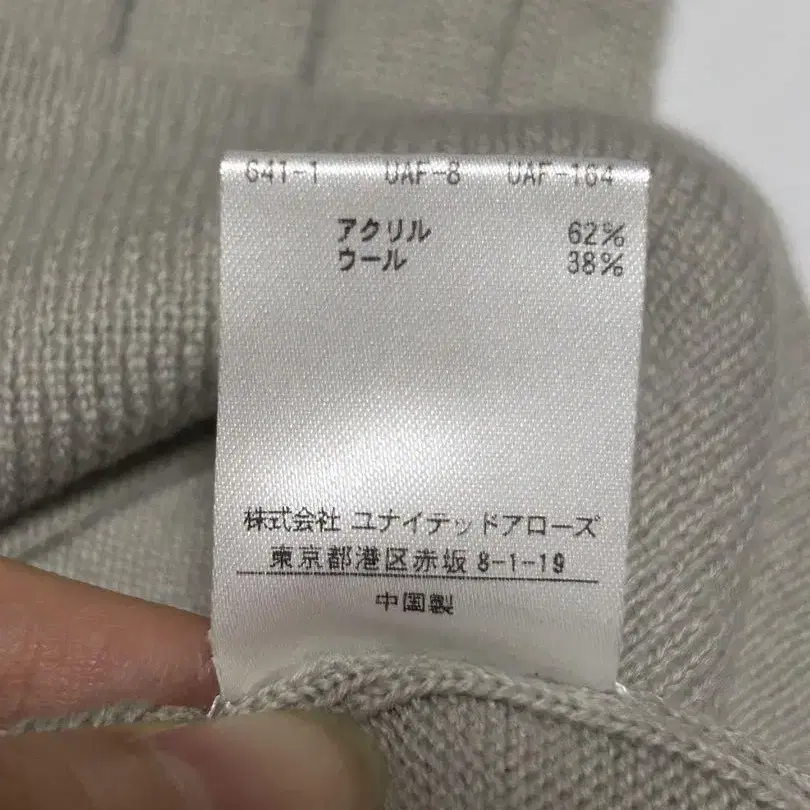 64T-1 UAF-8 UAF-164
アクリル 62%
ウール 38%
株式会社 ユナイテッドアローズ
東京都港区赤坂 8-1-19
中国製